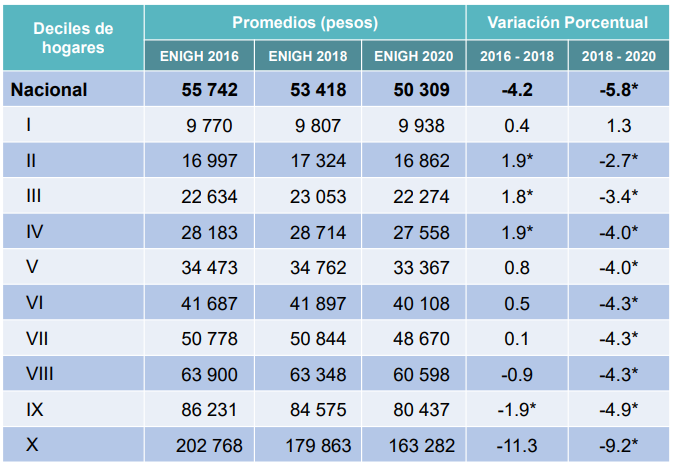 Deciles de hogares Promedios (pesos) Variación Porcentual
ENIGH 2016 ENIGH 2018 ENIGH 2020 2016 - 2018 2018 - 2020
Nacional 55 742 53 418 50 309 -4.2 -5.8*
I 9 770 9 807 9 938 0.4 1.3
II 16 997 17 324 16 862 1.9* -2.7*
III 22 634 23 053 22 274 1.8* -3.4*
IV 28 183 28 714 27 558 1.9* -4.0*
V 34 473 34 762 33 367 0.8 -4.0*
VI 41 687 41 897 40 108 0.5 -4.3*
VII 50 778 50 844 48 670 0.1 -4.3*
VIII 63 900 63 348 60 598 -0.9 -4.3*
IX 86 231 84 575 80 437 -1.9* -4.9*
X 202 768 179 863 163 282 -11.3 -9.2*